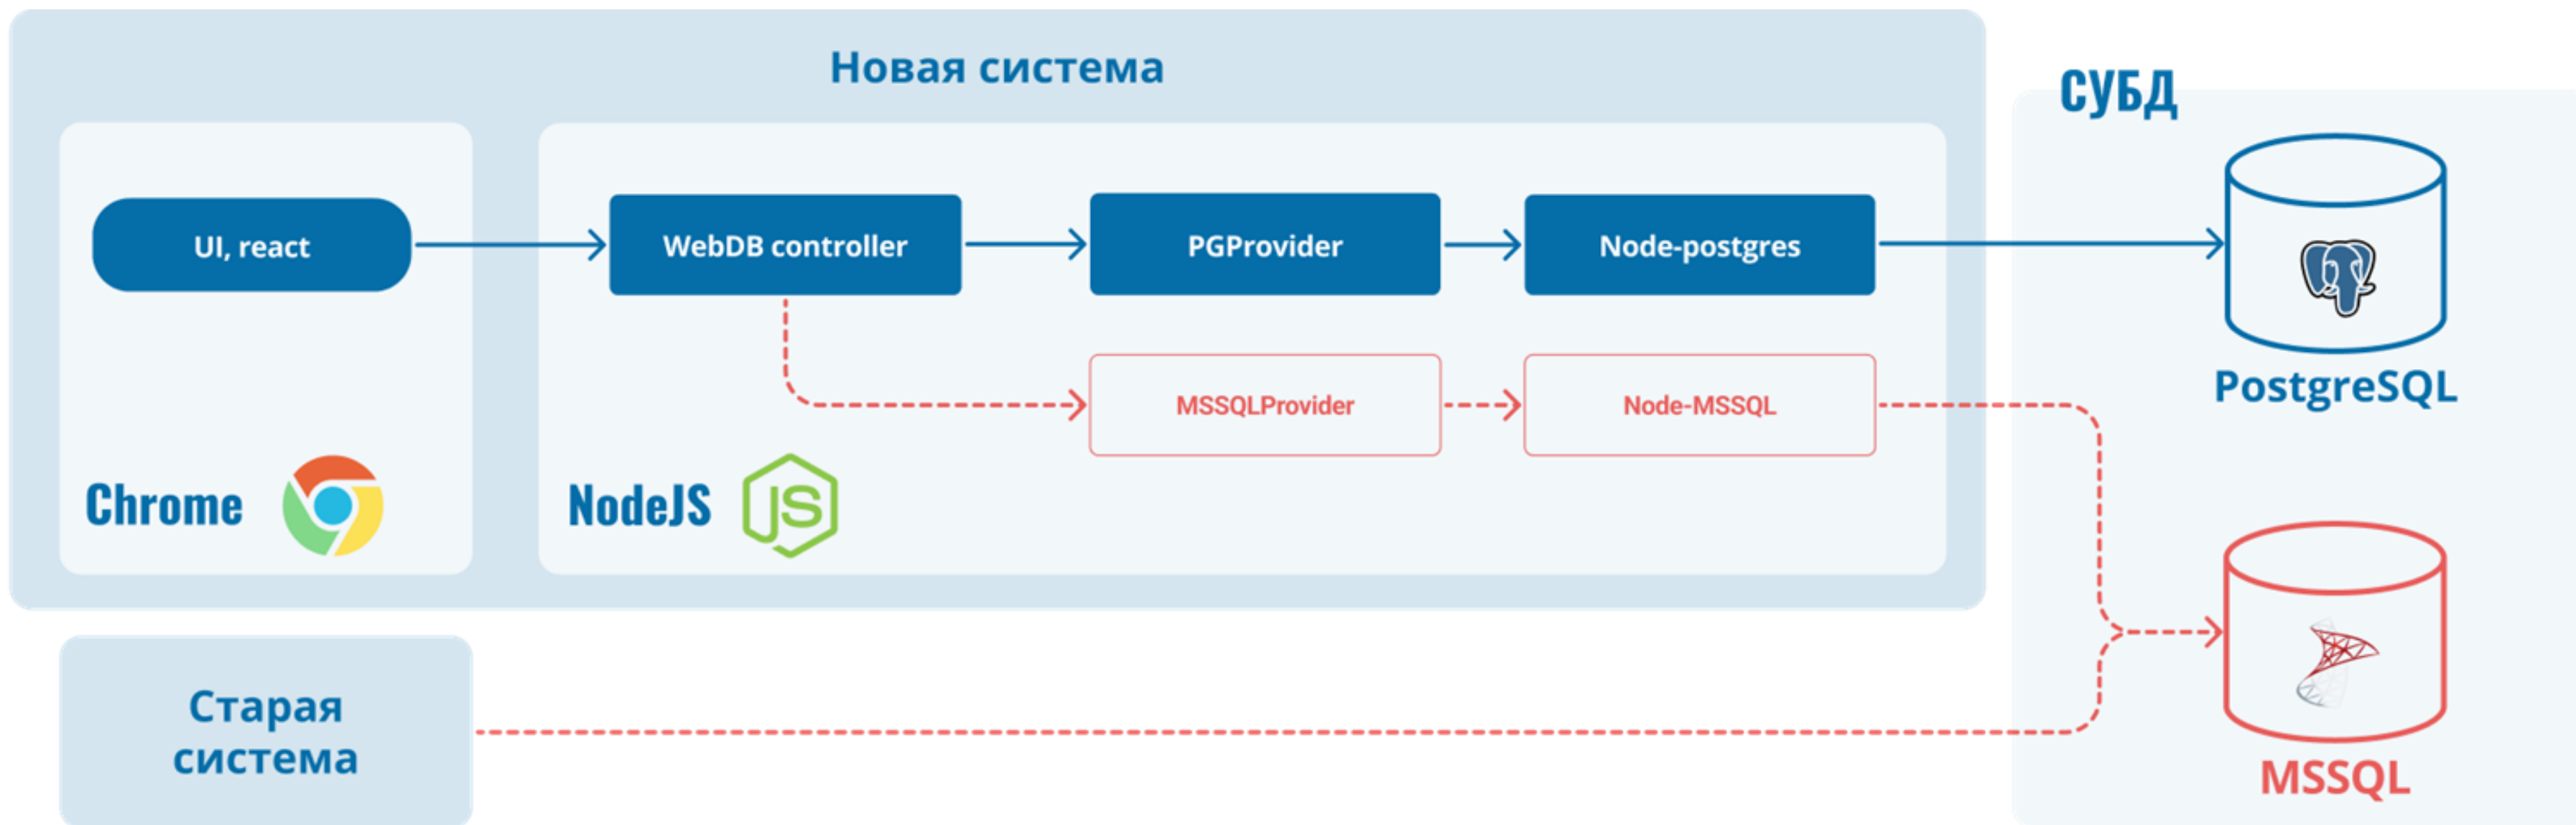 Новая система
СУБД
UI, react
WebDB controller
PGProvider
Node-postgres
PostgreSQL
MSSQLProvider
Node-MSSQL
Chrome
NodeJS
JS
Старая
система
MSSQL